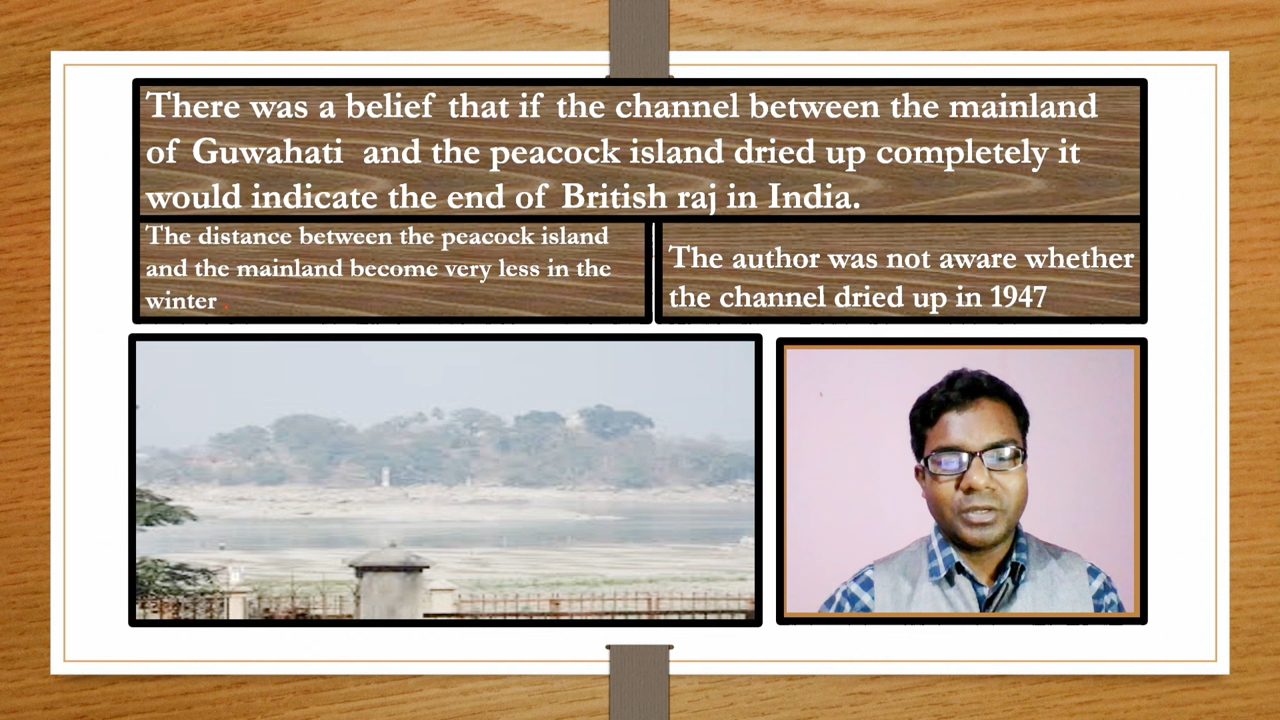 There was a belief that if the channel between the mainland
of Guwahati and the peacock island dried up completely it
would indicate the end of British raj in India.
The distance between the peacock island
and the mainland become very less in the
winter .
The author was not aware whether
the channel dried up in 1947